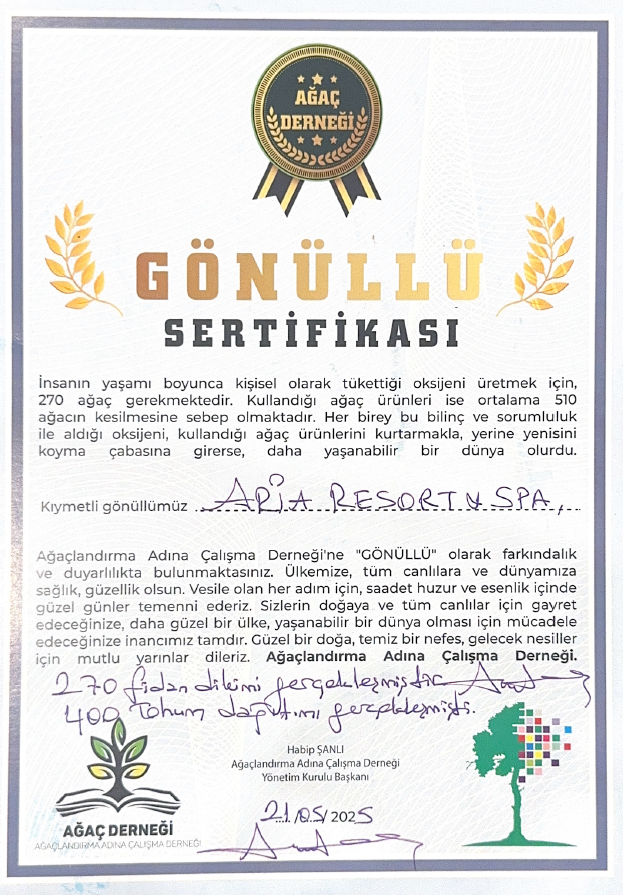 AĞAÇ
DERNEĞİ
GÖNÜLLÜ
SERTİFİKASI
İnsanın yaşamı boyunca kişisel olarak tükettiği oksijeni üretmek için,
270 ağaç gerekmektedir. Kullandığı ağaç ürünleri ise ortalama 510
ağacın kesilmesine sebep olmaktadır. Her birey bu bilinç ve sorumluluk
ile aldığı oksijeni, kullandığı ağaç ürünlerini kurtarmakla, yerine yenisini
koyma çabasına girerse, daha yaşanabilir bir dünya olurdu.
Kıymetli gönüllümüz ARİA RESORT & SPA,
Ağaçlandırma Adına Çalışma Derneği'ne "GÖNÜLLÜ" olarak farkındalık
ve duyarlılıkta bulunmaktasınız. Ülkemize, tüm canlılara ve dünyamıza
sağlık, güzellik olsun. Vesile olan her adım için, saadet huzur ve esenlik içinde
güzel günler temenni ederiz. Sizlerin doğaya ve tüm canlılar için gayret
edeceğinize, daha güzel bir ülke, yaşanabilir bir dünya olması için mücadele
edeceğinize inancımız tamdır. Güzel bir doğa, temiz bir nefes, gelecek nesiller
için mutlu yarınlar dileriz. Ağaçlandırma Adına Çalışma Derneği.
270 fidan dikimi gerçekleşmiştir
400 Tohum dağıtımı gerçekleşmişti.
Habip ŞANLI
Ağaçlandırma Adına Çalışma Derneği
Yönetim Kurulu Başkanı
21/05/2025
AĞAÇ DERNEĞİ
AĞAÇLANDIRMA ADINA ÇALIŞMA DERNEĞİ